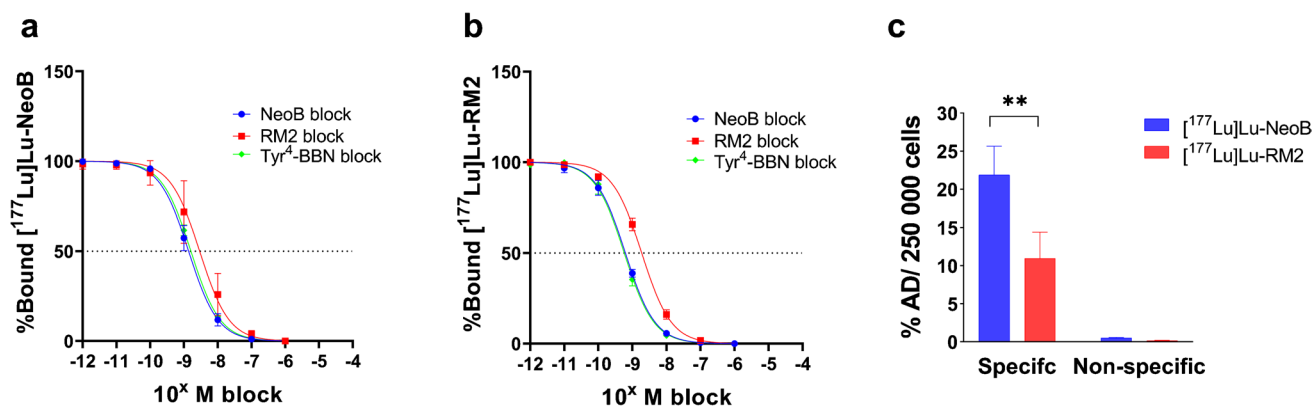 a
%Bound [¹⁷⁷Lu]Lu-NeoB
150
100
50
0
-12 -11 -10 -9 -8 -7 -6 -5 -4
10ˣ M block
NeoB block
RM2 block
Tyr⁴-BBN block
b
%Bound [¹⁷⁷Lu]Lu-RM2
150
100
50
0
-12 -11 -10 -9 -8 -7 -6 -5 -4
10ˣ M block
NeoB block
RM2 block
Tyr⁴-BBN block
c
% AD/ 250 000 cells
30
25
20
15
10
5
0
**
Specifc Non-specific
[¹⁷⁷Lu]Lu-NeoB
[¹⁷⁷Lu]Lu-RM2